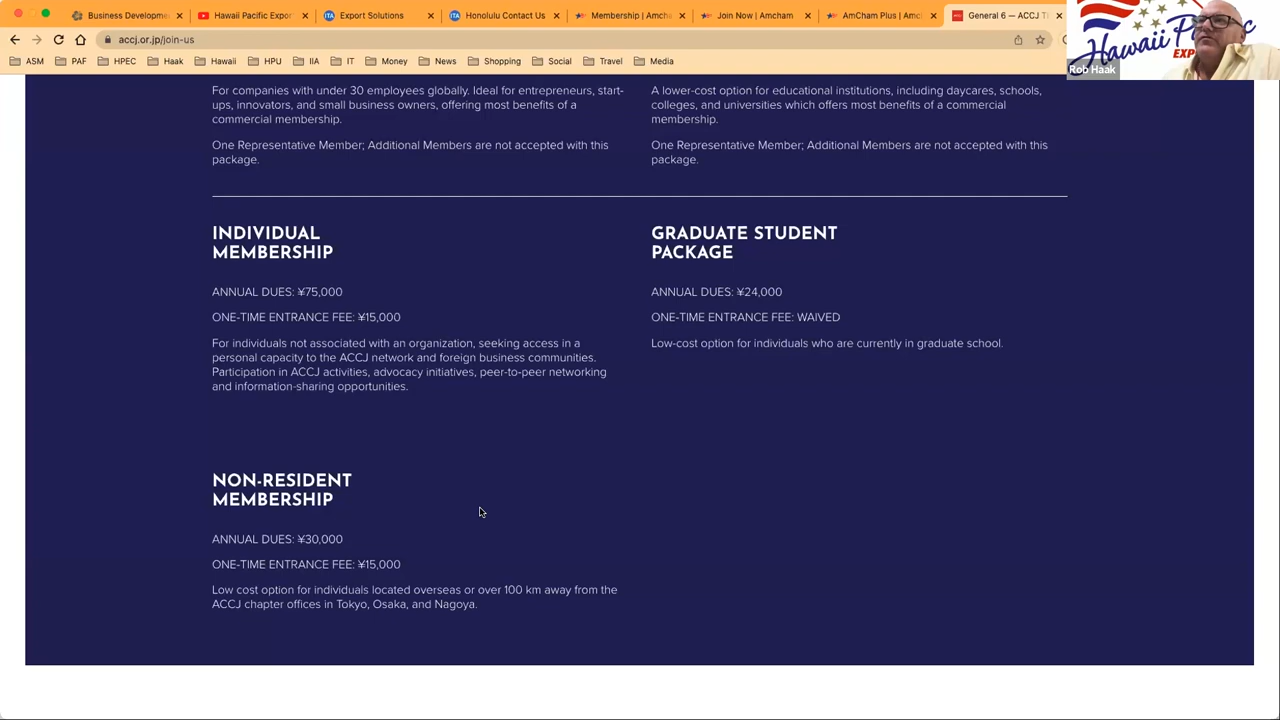 Business Developme
Hawaii Pacific Expor
ITA
Export Solutions
ITA
Honolulu Contact Us
Membership | Amcha
Join Now | Amcham
AmCham Plus | Amc
General 6 — ACCJ T
accj.or.jp/join-us
ASM
PAF
HPEC
Haak
Hawaii
HPU
IIA
IT
Money
News
Shopping
Social
Travel
Media
Hawaii
EXP
Rob Haak
For companies with under 30 employees globally. Ideal for entrepreneurs, start-
ups, innovators, and small business owners, offering most benefits of a
commercial membership.
One Representative Member; Additional Members are not accepted with this
package.
A lower-cost option for educational institutions, including daycares, schools,
colleges, and universities which offers most benefits of a commercial
membership.
One Representative Member; Additional Members are not accepted with this
package.
INDIVIDUAL
MEMBERSHIP
ANNUAL DUES: ¥75,000
ONE-TIME ENTRANCE FEE: ¥15,000
For individuals not associated with an organization, seeking access in a
personal capacity to the ACCJ network and foreign business communities.
Participation in ACCJ activities, advocacy initiatives, peer-to-peer networking
and information-sharing opportunities.
GRADUATE STUDENT
PACKAGE
ANNUAL DUES: ¥24,000
ONE-TIME ENTRANCE FEE: WAIVED
Low-cost option for individuals who are currently in graduate school.
NON-RESIDENT
MEMBERSHIP
ANNUAL DUES: ¥30,000
ONE-TIME ENTRANCE FEE: ¥15,000
Low cost option for individuals located overseas or over 100 km away from the
ACCJ chapter offices in Tokyo, Osaka, and Nagoya.